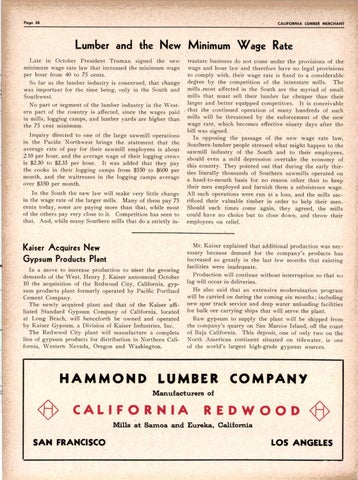 Page 36
CALIFORNIA LUMBER MERCHANT
Lumber and the New Minimum Wage Rate
Late in October President Truman signed the new
minimum wage law that increased the minimum wage
per hour from 40 to 75 cents.
So far as the lumber industry is concerned, that change
was important for the time being, only in the South and
Southwest.
No part or segment of the lumber industry in the West-
ern part of the country is affected, since the wages paid
in mills, logging camps, and lumber yards are higher than
the 75 cent minimum.
Inquiry directed to one of the large sawmill operations
in the Pacific Northwest brings the statement that the
average rate of pay for their sawmill employees is about
2.10 per hour, and the average wage of their logging crews
is $2.30 to $2.35 per hour. It was added that they pay
the cooks in their logging camps from $550 to $600 per
month, and the waitresses in the logging camps average
over $350 per month.
In the South the new law will make very little change
in the wage rate of the larger mills. Many of them pay 75
cents today, some are paying more than that, while most
of the others pay very close to it. Competition has seen to
that. And, while many Southern mills that do a strictly in-
trastate business do not come under the provisions of the
wage and hour law and therefore have no legal provisions
to comply with, their wage rate is fixed to a considerable
degree by the competition of the interstate mills. The
mills most affected in the South are the myriad of small
mills that must sell their lumber far cheaper than their
larger and better equipped competitors. It is conceivable
that the continued operation of many hundreds of such
mills will be threatened by the enforcement of the new
wage rate, which becomes effective ninety days after the
bill was signed.
In opposing the passage of the new wage rate law,
Southern lumber people stressed what might happen to the
sawmill industry of the South and to their employees,
should even a mild depression overtake the economy of
this country. They pointed out that during the early thir-
ties literally thousands of Southern sawmills operated on
a hand-to-mouth basis for no reason other than to keep
their men employed and furnish them a subsistence wage.
All such operations were run at a loss, and the mills sac-
rificed their valuable timber in order to help their men.
Should such times come again, they agreed, the mills
could have no choice but to close down, and throw their
employees on relief.
Kaiser Acquires New
Gypsum Products Plant
In a move to increase production to meet the growing
demands of the West, Henry J. Kaiser announced October
10 the acquisition of the Redwood City, California, gyp-
sum products plant formerly operated by Pacific Portland
Cement Company.
The newly acquired plant and that of the Kaiser affi-
liated Standard Gypsum Company of California, located
at Long Beach, will henceforth be owned and operated
by Kaiser Gypsum, a Division of Kaiser Industries, Inc.
The Redwood City plant will manufacture a complete
line of gypsum products for distribution in Northern Cali-
fornia, Western Nevada, Oregon and Washington.
Mr. Kaiser explained that additional production was nec-
essary because demand for the company's products has
increased so greatly in the last few months that existing
facilities were inadequate.
Production will continue without interruption so that no
lag will occur in deliveries.
He also said that an extensive modernization program
will be carried on during the coming six months; including
new spur track service and deep water unloading facilities
for bulk ore carrying ships that will serve the plant.
Raw gypsum to supply the plant will be shipped from
the company's quarry on San Marcos Island, off the coast
of Baja California. This deposit, one of only two on the
North American continent situated on tidewater, is one
of the world's largest high-grade gypsum sources.
HAMMOND LUMBER COMPANY
Manufacturers of
H CALIFORNIA REDWOOD H
Mills at Samoa and Eureka, California
SAN FRANCISCO
LOS ANGELES